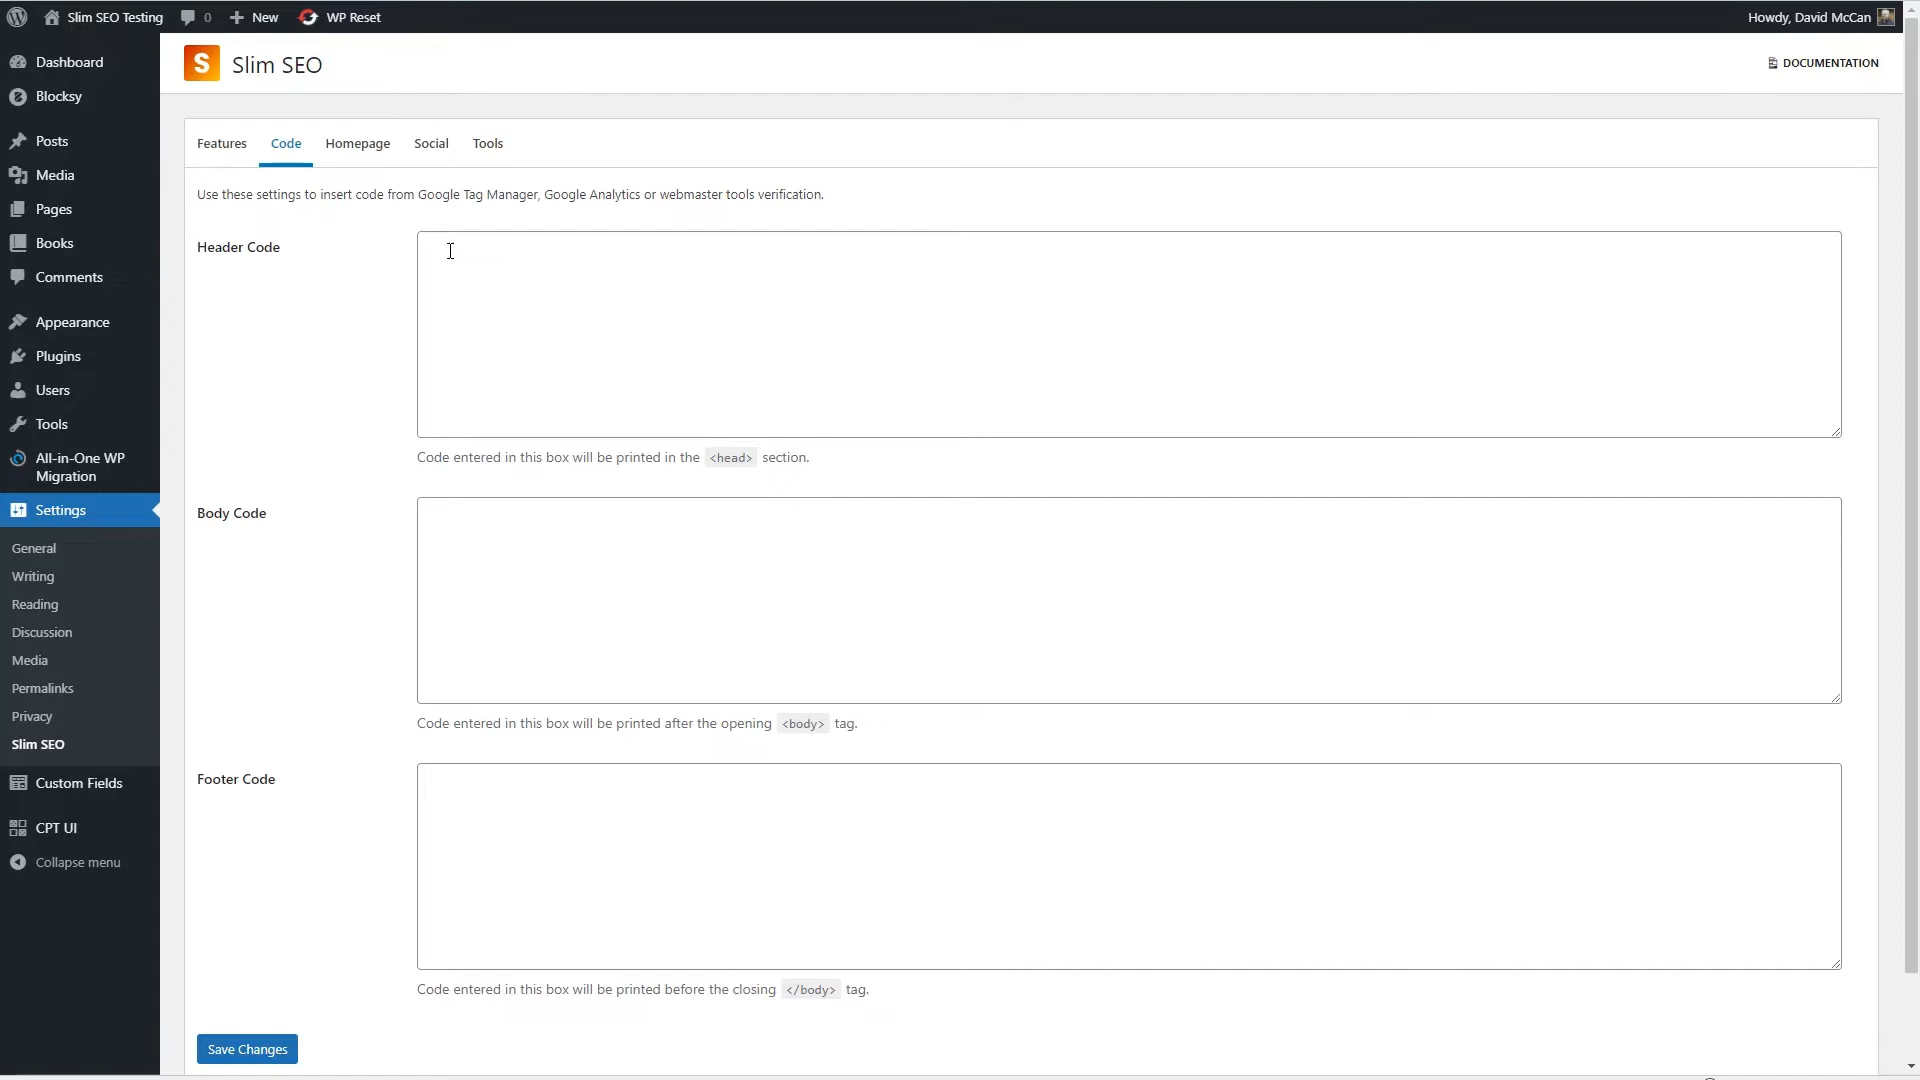 Slim SEO Testing
0
New
WP Reset
Howdy, David McCan
Dashboard
Blocksy
Posts
Media
Pages
Books
Comments
Appearance
Plugins
Users
Tools
All-in-One WP
Migration
Settings
General
Writing
Reading
Discussion
Media
Permalinks
Privacy
Slim SEO
Custom Fields
CPT UI
Collapse menu
S
Slim SEO
DOCUMENTATION
Features
Code
Homepage
Social
Tools
Use these settings to insert code from Google Tag Manager, Google Analytics or webmaster tools verification.
Header Code
Code entered in this box will be printed in the <head> section.
Body Code
Code entered in this box will be printed after the opening <body> tag.
Footer Code
Code entered in this box will be printed before the closing </body> tag.
Save Changes